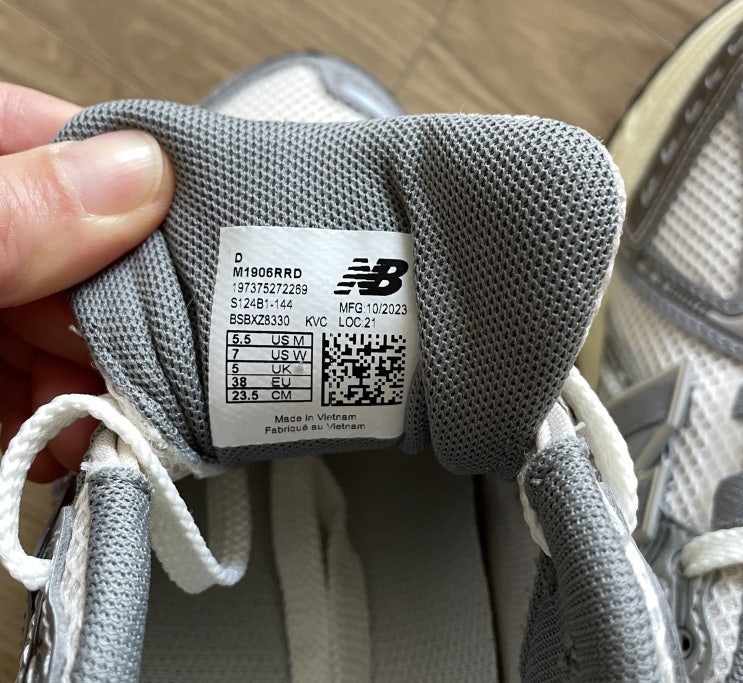 D
M1906RRD
197375272269
S124B1-144
BSBXZ8330 KVC
NB
MFG:10/2023
LOC:21
5.5 US M
7 US W
5 UK
38 EU
23.5 CM
Made in Vietnam
Fabriqué au Vietnam